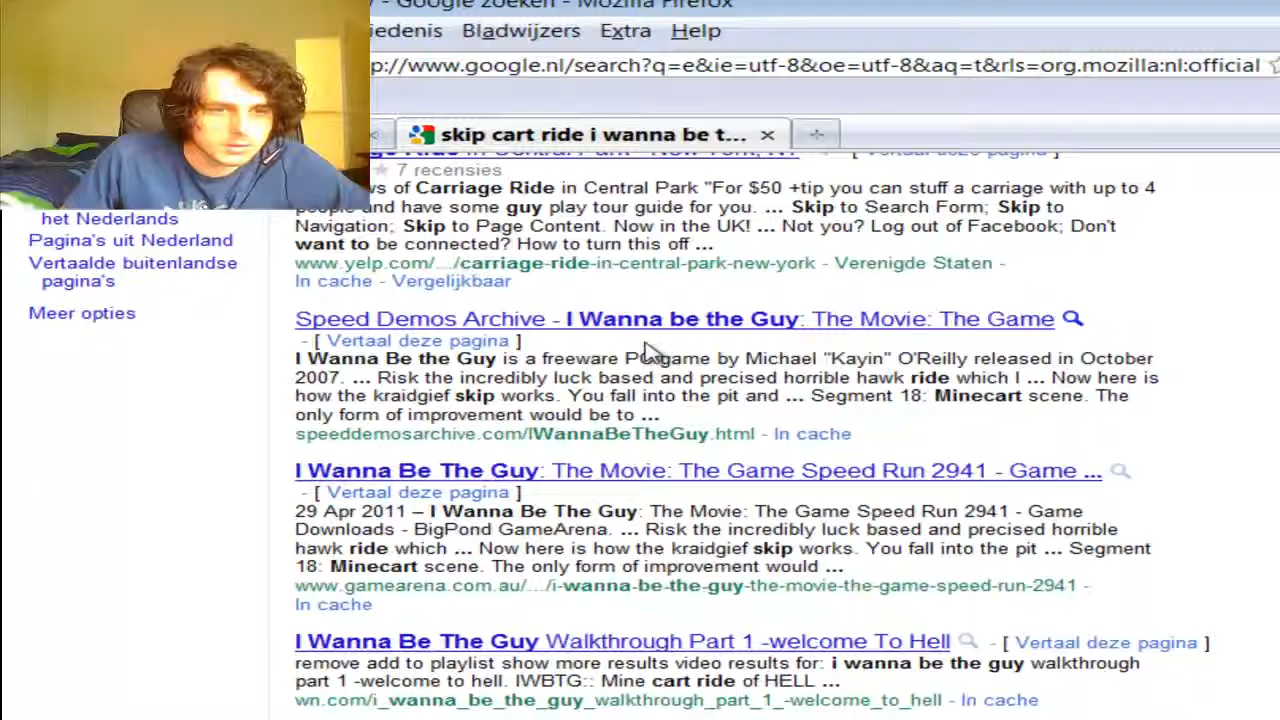 Google zoeken - Mozilla Firefox
Bladwijzers Extra Help
p://www.google.nl/search?q=e&ie=utf-8&oe=utf-8&aq=t&rls=org.mozilla:nl:official
skip cart ride i wanna be t...
in Central Park - New York, NY
7 recensies
ws of Carriage Ride in Central Park "For $50 +tip you can stuff a carriage with up to 4
people and have some guy play tour guide for you. ... Skip to Search Form; Skip to
Navigation; Skip to Page Content. Now in the UK! ... Not you? Log out of Facebook; Don't
want to be connected? How to turn this off ...
www.yelp.com/.../carriage-ride-in-central-park-new-york - Verenigde Staten -
In cache - Vergelijkbaar
het Nederlands
Pagina's uit Nederland
Vertaalde buitenlandse
pagina's
Meer opties
Speed Demos Archive - I Wanna be the Guy: The Movie: The Game
- [ Vertaal deze pagina ]
I Wanna Be the Guy is a freeware PC game by Michael "Kayin" O'Reilly released in October
2007. ... Risk the incredibly luck based and precised horrible hawk ride which I ... Now here is
how the kraidgief skip works. You fall into the pit and ... Segment 18: Minecart scene. The
only form of improvement would be to ...
speeddemosarchive.com/IWannaBeTheGuy.html - In cache
I Wanna Be The Guy: The Movie: The Game Speed Run 2941 - Game ...
- [ Vertaal deze pagina ]
29 Apr 2011 – I Wanna Be The Guy: The Movie: The Game Speed Run 2941 - Game
Downloads - BigPond GameArena. ... Risk the incredibly luck based and precised horrible
hawk ride which ... Now here is how the kraidgief skip works. You fall into the pit ... Segment
18: Minecart scene. The only form of improvement would ...
www.gamearena.com.au/.../i-wanna-be-the-guy-the-movie-the-game-speed-run-2941 -
In cache
I Wanna Be The Guy Walkthrough Part 1 -welcome To Hell - [ Vertaal deze pagina ]
remove add to playlist show more results video results for: i wanna be the guy walkthrough
part 1 -welcome to hell. IWBTG:: Mine cart ride of HELL ...
wn.com/i_wanna_be_the_guy_walkthrough_part_1_-welcome_to_hell - In cache